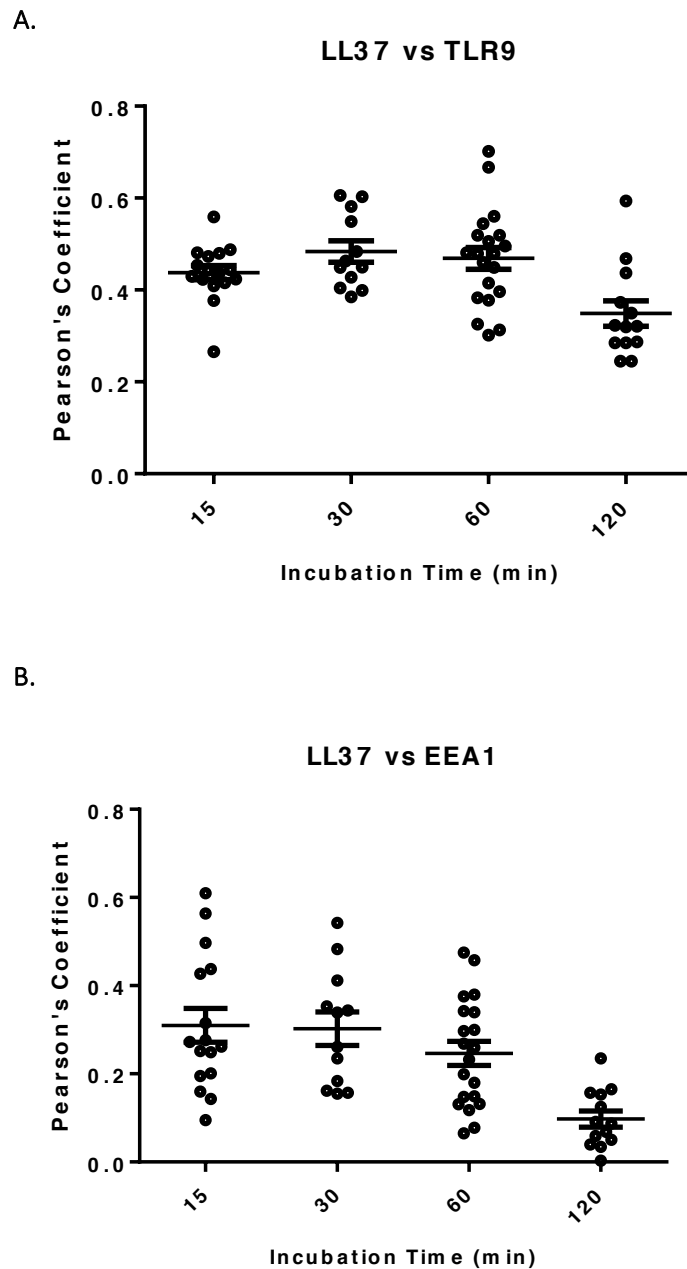 A.
LL37 vs TLR9
0.8
0.6
0.4
0.2
0.0
Pearson's Coefficient
15
30
60
120
Incubation Time (min)
B.
LL37 vs EEA1
0.8
0.6
0.4
0.2
0.0
Pearson's Coefficient
15
30
60
120
Incubation Time (min)